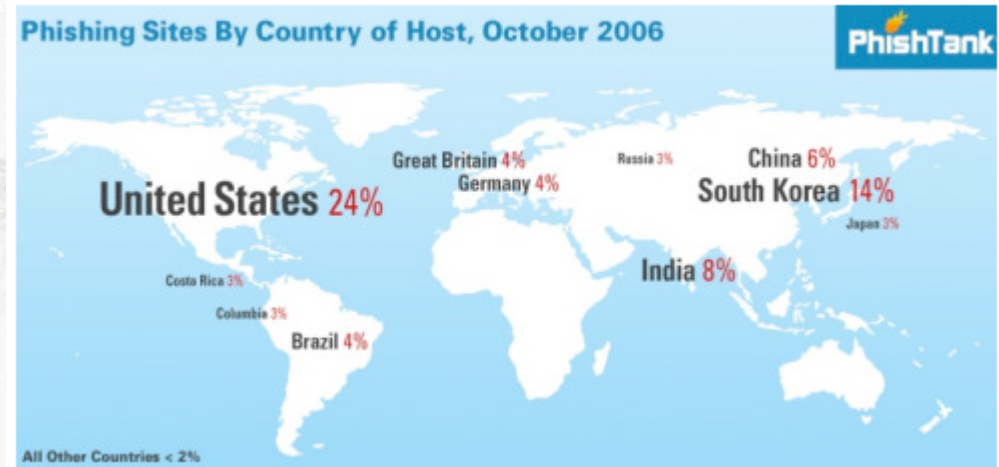 Phishing Sites By Country of Host, October 2006
PhishTank
Great Britain 4%
Russia 3%
China 6%
Germany 4%
South Korea 14%
United States 24%
Japan 3%
India 8%
Costa Rica 3%
Columbia 3%
Brazil 4%
All Other Countries < 2%